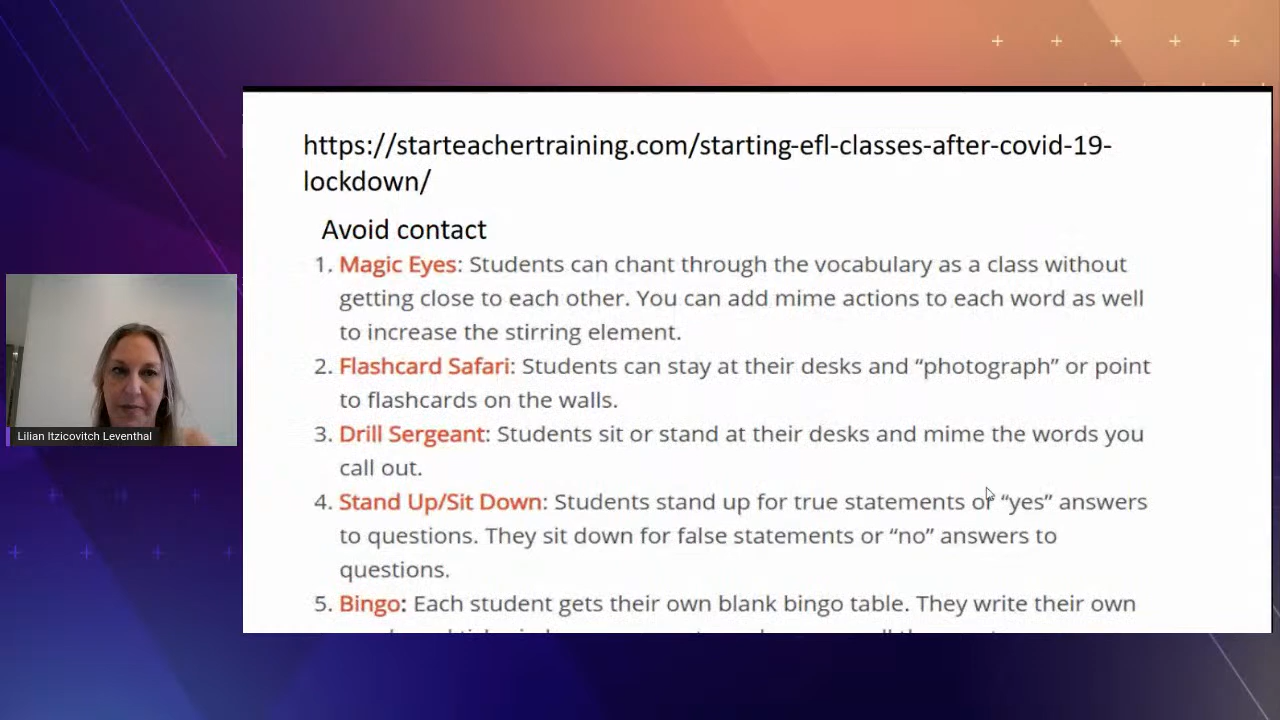 https://starteachertraining.com/starting-efl-classes-after-covid-19-
lockdown/
Avoid contact
1. Magic Eyes: Students can chant through the vocabulary as a class without
getting close to each other. You can add mime actions to each word as well
to increase the stirring element.
2. Flashcard Safari: Students can stay at their desks and “photograph” or point
to flashcards on the walls.
3. Drill Sergeant: Students sit or stand at their desks and mime the words you
call out.
4. Stand Up/Sit Down: Students stand up for true statements or “yes” answers
to questions. They sit down for false statements or “no” answers to
questions.
5. Bingo: Each student gets their own blank bingo table. They write their own
Lilian Itzicovitch Leventhal